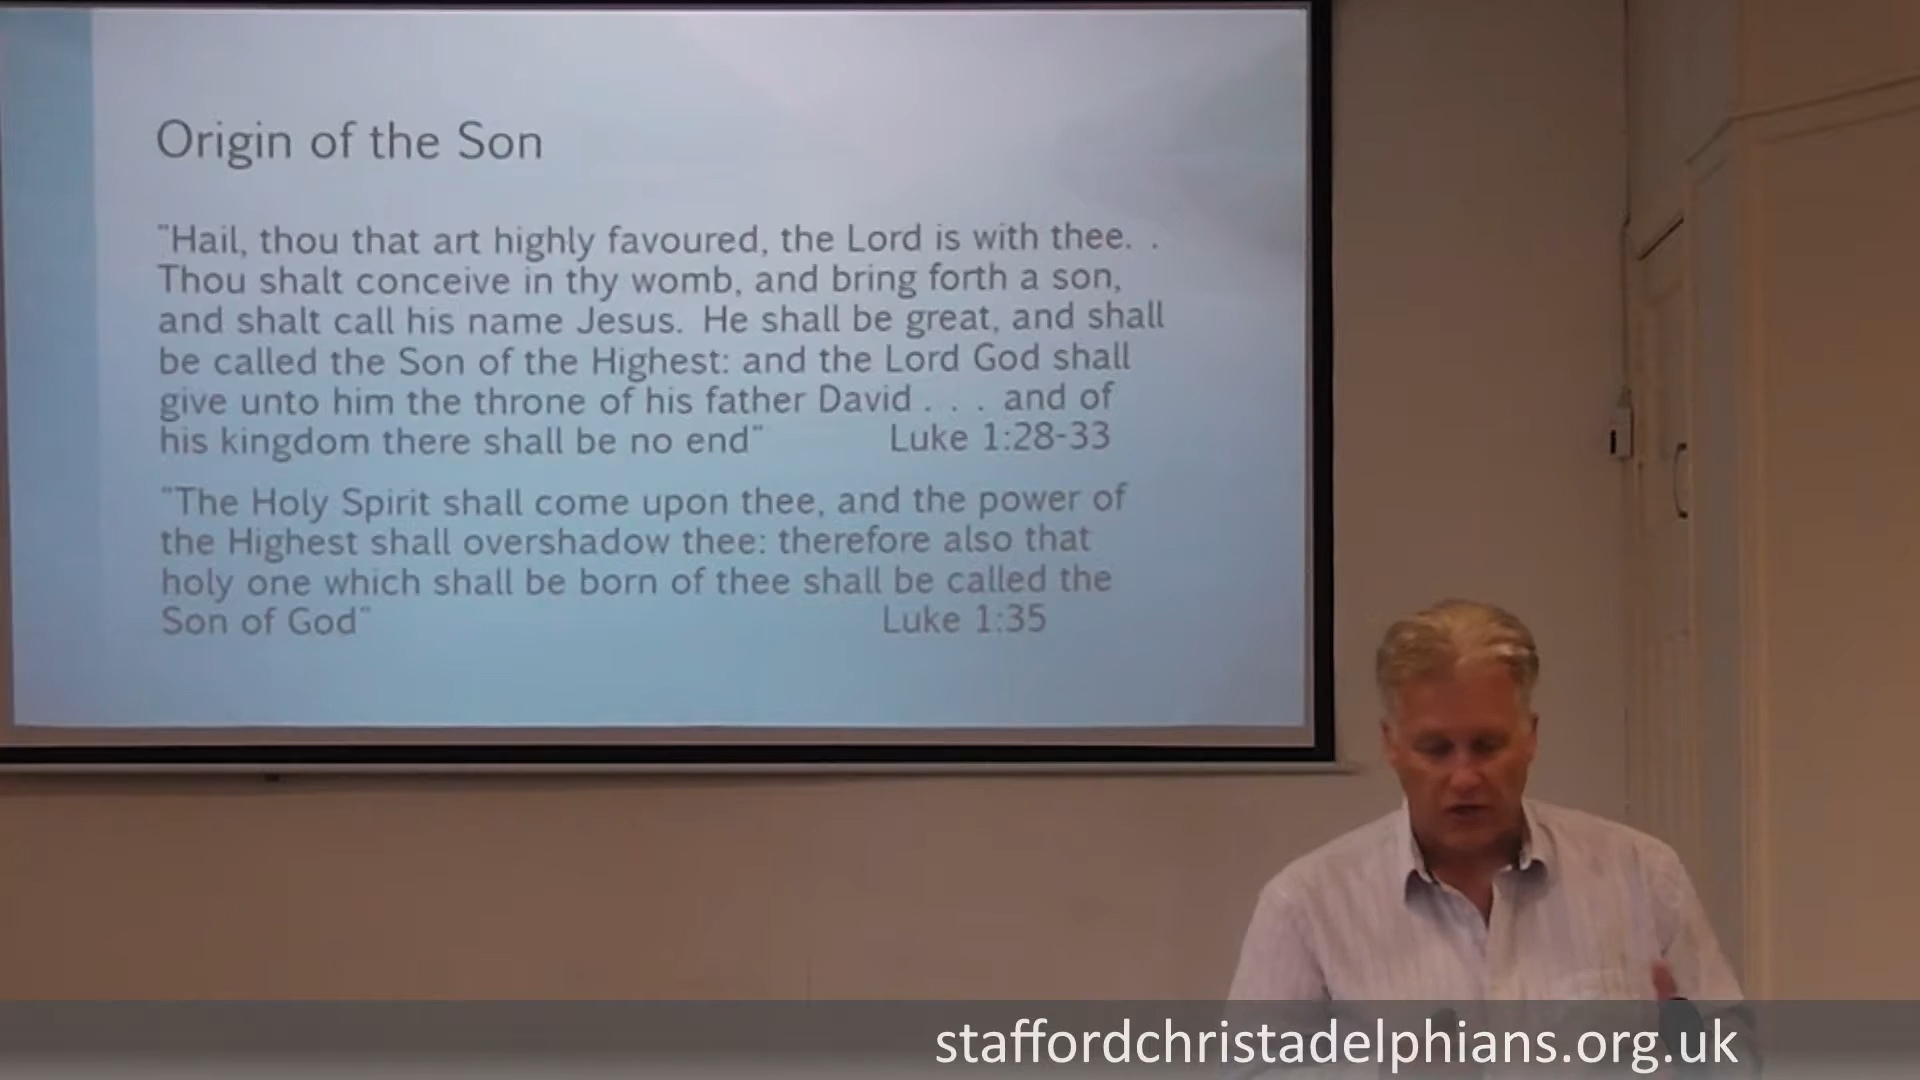 Origin of the Son
"Hail, thou that art highly favoured, the Lord is with thee. .
Thou shalt conceive in thy womb, and bring forth a son,
and shalt call his name Jesus. He shall be great, and shall
be called the Son of the Highest: and the Lord God shall
give unto him the throne of his father David . . . and of
his kingdom there shall be no end" Luke 1:28-33
"The Holy Spirit shall come upon thee, and the power of
the Highest shall overshadow thee: therefore also that
holy one which shall be born of thee shall be called the
Son of God" Luke 1:35
staffordchristadelphians.org.uk